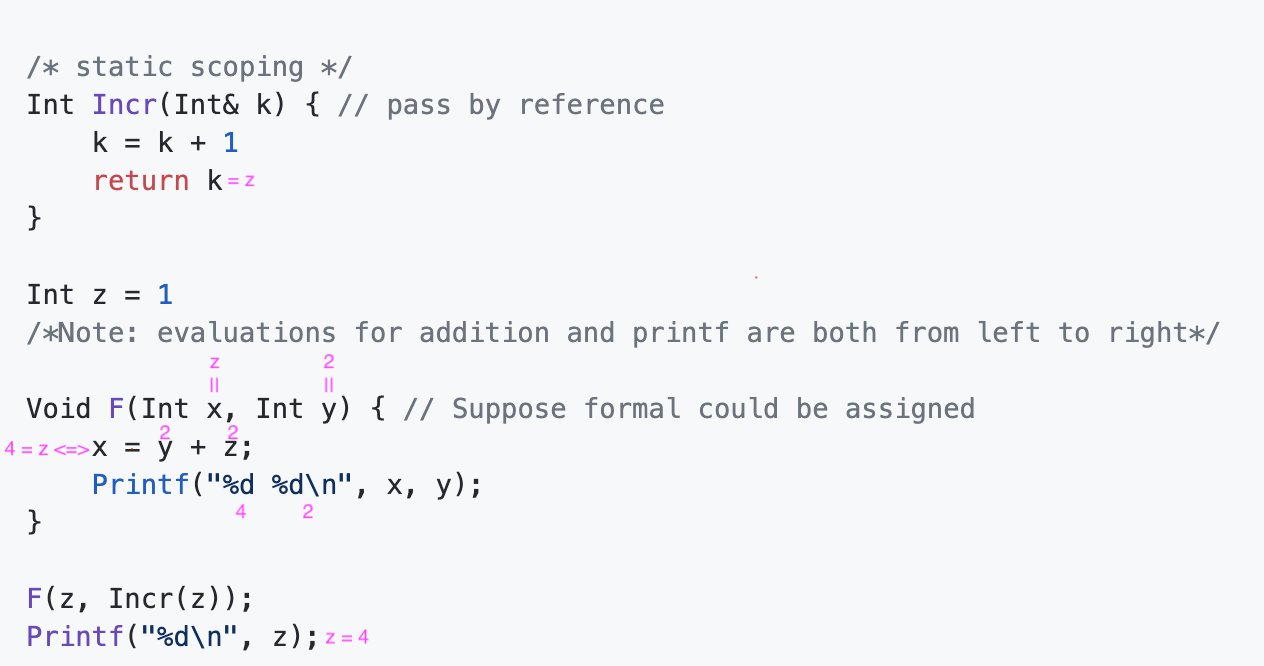 /* static scoping */
Int Incr(Int& k) { // pass by reference
k = k + 1
return k = z
}
Int z = 1
/*Note: evaluations for addition and printf are both from left to right*/
z 2
= =
Void F(Int x, Int y) { // Suppose formal could be assigned
2 2
4 = z <=> x = y + z;
Printf("%d %d\n", x, y);
4 2
}
F(z, Incr(z));
Printf("%d\n", z); z = 4